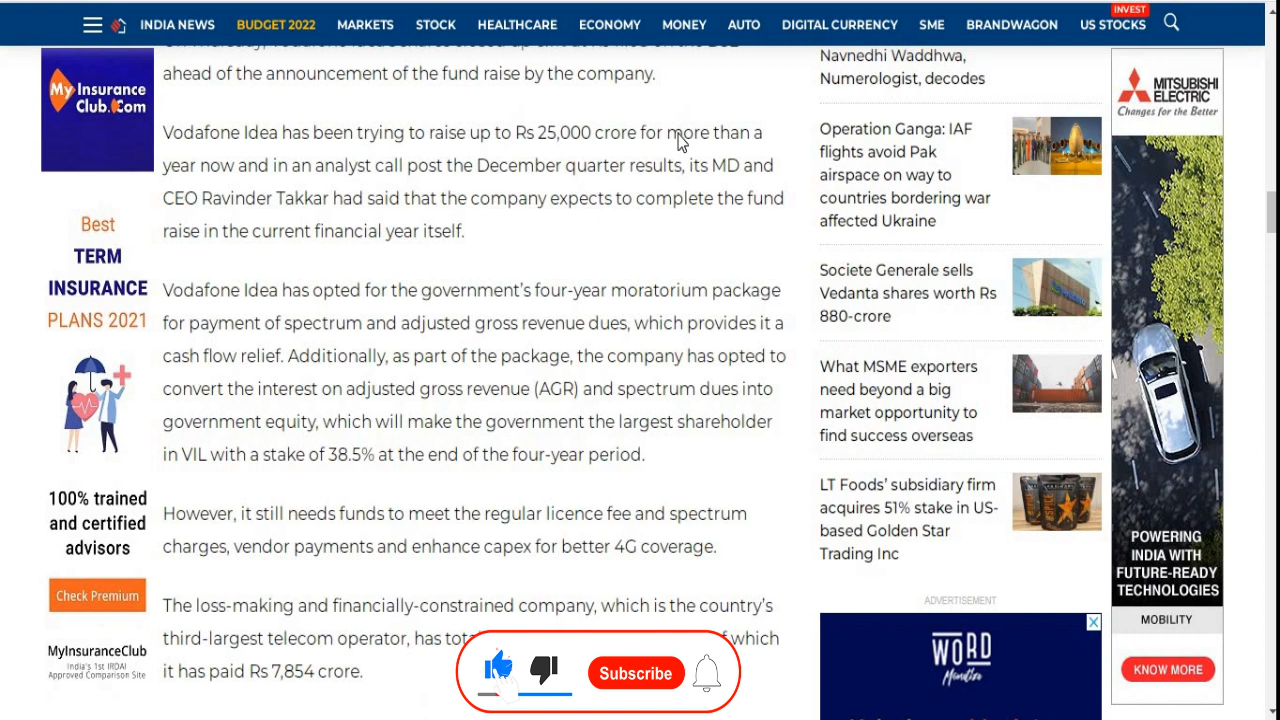 INDIA NEWS BUDGET 2022 MARKETS STOCK HEALTHCARE ECONOMY MONEY AUTO DIGITAL CURRENCY SME BRANDWAGON US STOCKS
INVEST
ahead of the announcement of the fund raise by the company.
Vodafone Idea has been trying to raise up to Rs 25,000 crore for more than a
year now and in an analyst call post the December quarter results, its MD and
CEO Ravinder Takkar had said that the company expects to complete the fund
raise in the current financial year itself.
Vodafone Idea has opted for the government's four-year moratorium package
for payment of spectrum and adjusted gross revenue dues, which provides it a
cash flow relief. Additionally, as part of the package, the company has opted to
convert the interest on adjusted gross revenue (AGR) and spectrum dues into
government equity, which will make the government the largest shareholder
in VIL with a stake of 38.5% at the end of the four-year period.
However, it still needs funds to meet the regular licence fee and spectrum
charges, vendor payments and enhance capex for better 4G coverage.
The loss-making and financially-constrained company, which is the country's
third-largest telecom operator, has which
it has paid Rs 7,854 crore.
My Insurance
Club.Com
Best
TERM
INSURANCE
PLANS 2021
100% trained
and certified
advisors
Check Premium
MyInsuranceClub
India's 1st IRDAI
Approved Comparison Site
Navnedhi Waddhwa,
Numerologist, decodes
Operation Ganga: IAF
flights avoid Pak
airspace on way to
countries bordering war
affected Ukraine
Societe Generale sells
Vedanta shares worth Rs
880-crore
What MSME exporters
need beyond a big
market opportunity to
find success overseas
LT Foods' subsidiary firm
acquires 51% stake in US-
based Golden Star
Trading Inc
ADVERTISEMENT
WORD
MITSUBISHI
ELECTRIC
Changes for the Better
POWERING
INDIA WITH
FUTURE-READY
TECHNOLOGIES
MOBILITY
KNOW MORE
Subscribe